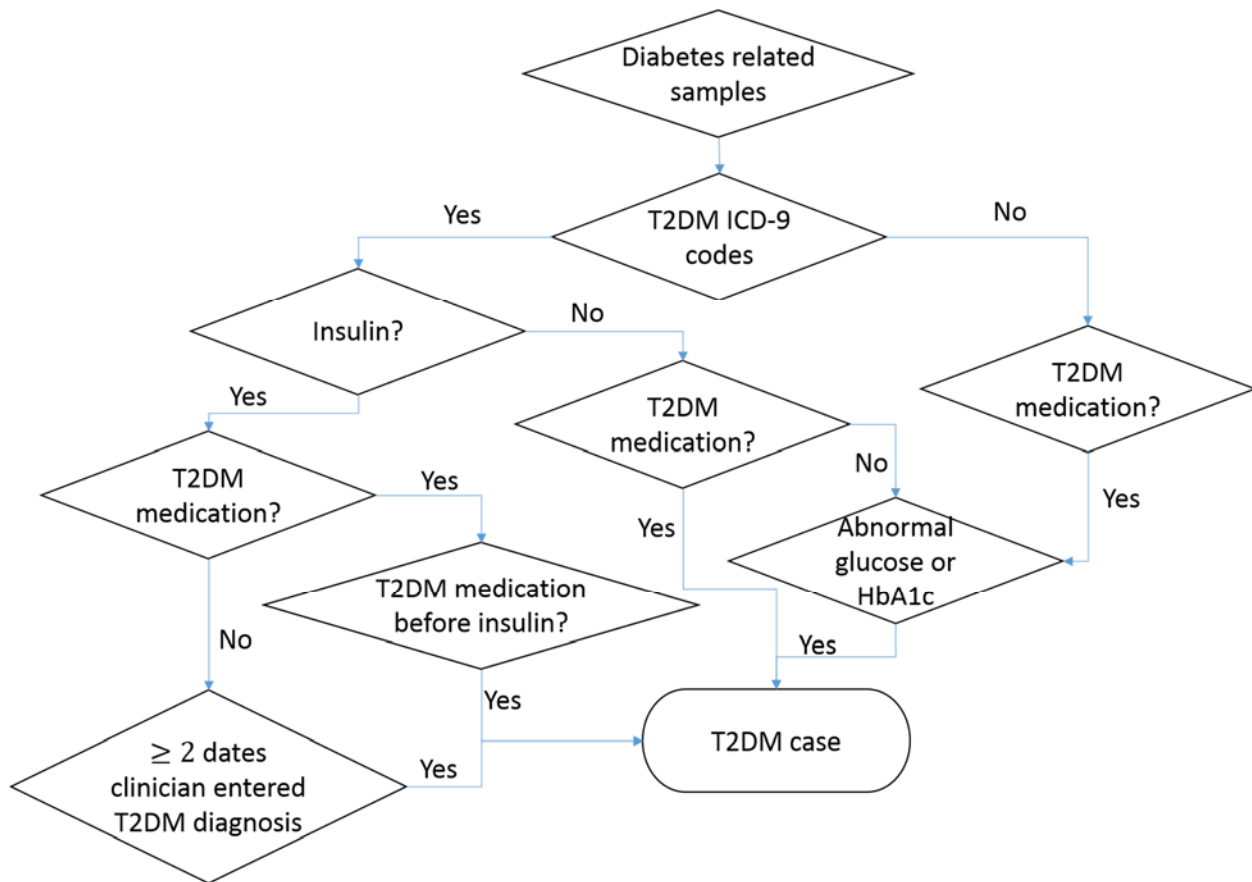 Diabetes related
samples
Yes
T2DM ICD-9
codes
No
Insulin?
No
Yes
T2DM
medication?
T2DM
medication?
T2DM
medication?
Yes
No
Yes
Yes
Abnormal
glucose or
HbA1c
T2DM medication
before insulin?
No
Yes
Yes
≥ 2 dates
clinician entered
T2DM diagnosis
Yes
T2DM case